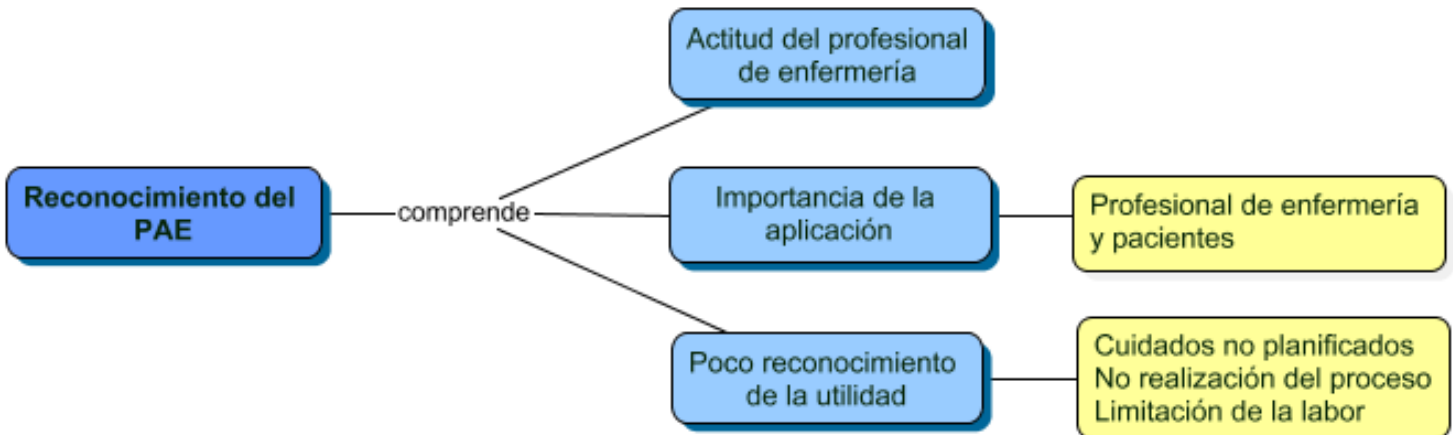 Actitud del profesional
de enfermería
Reconocimiento del
PAE
comprende
Importancia de la
aplicación
Profesional de enfermería
y pacientes
Poco reconocimiento
de la utilidad
Cuidados no planificados
No realización del proceso
Limitación de la labor